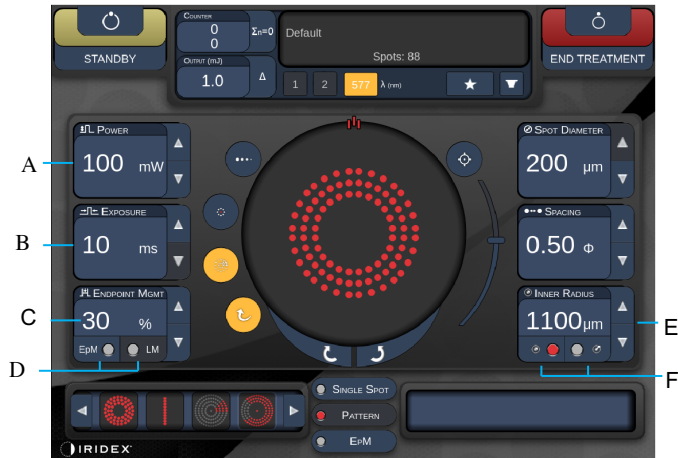 STANDBY
COUNTER
0
0
Σn=0
OUTPUT (mJ)
1.0
Δ
Default
Spots: 88
1 2 577 λ (nm)
END TREATMENT
A
POWER
100 mW
B
EXPOSURE
10 ms
C
ENDPOINT MGMT
30 %
EpM LM
D
SPOT DIAMETER
200 µm
SPACING
0.50 Φ
INNER RADIUS
1100µm
E
F
SINGLE SPOT
PATTERN
EPM
IRIDEX